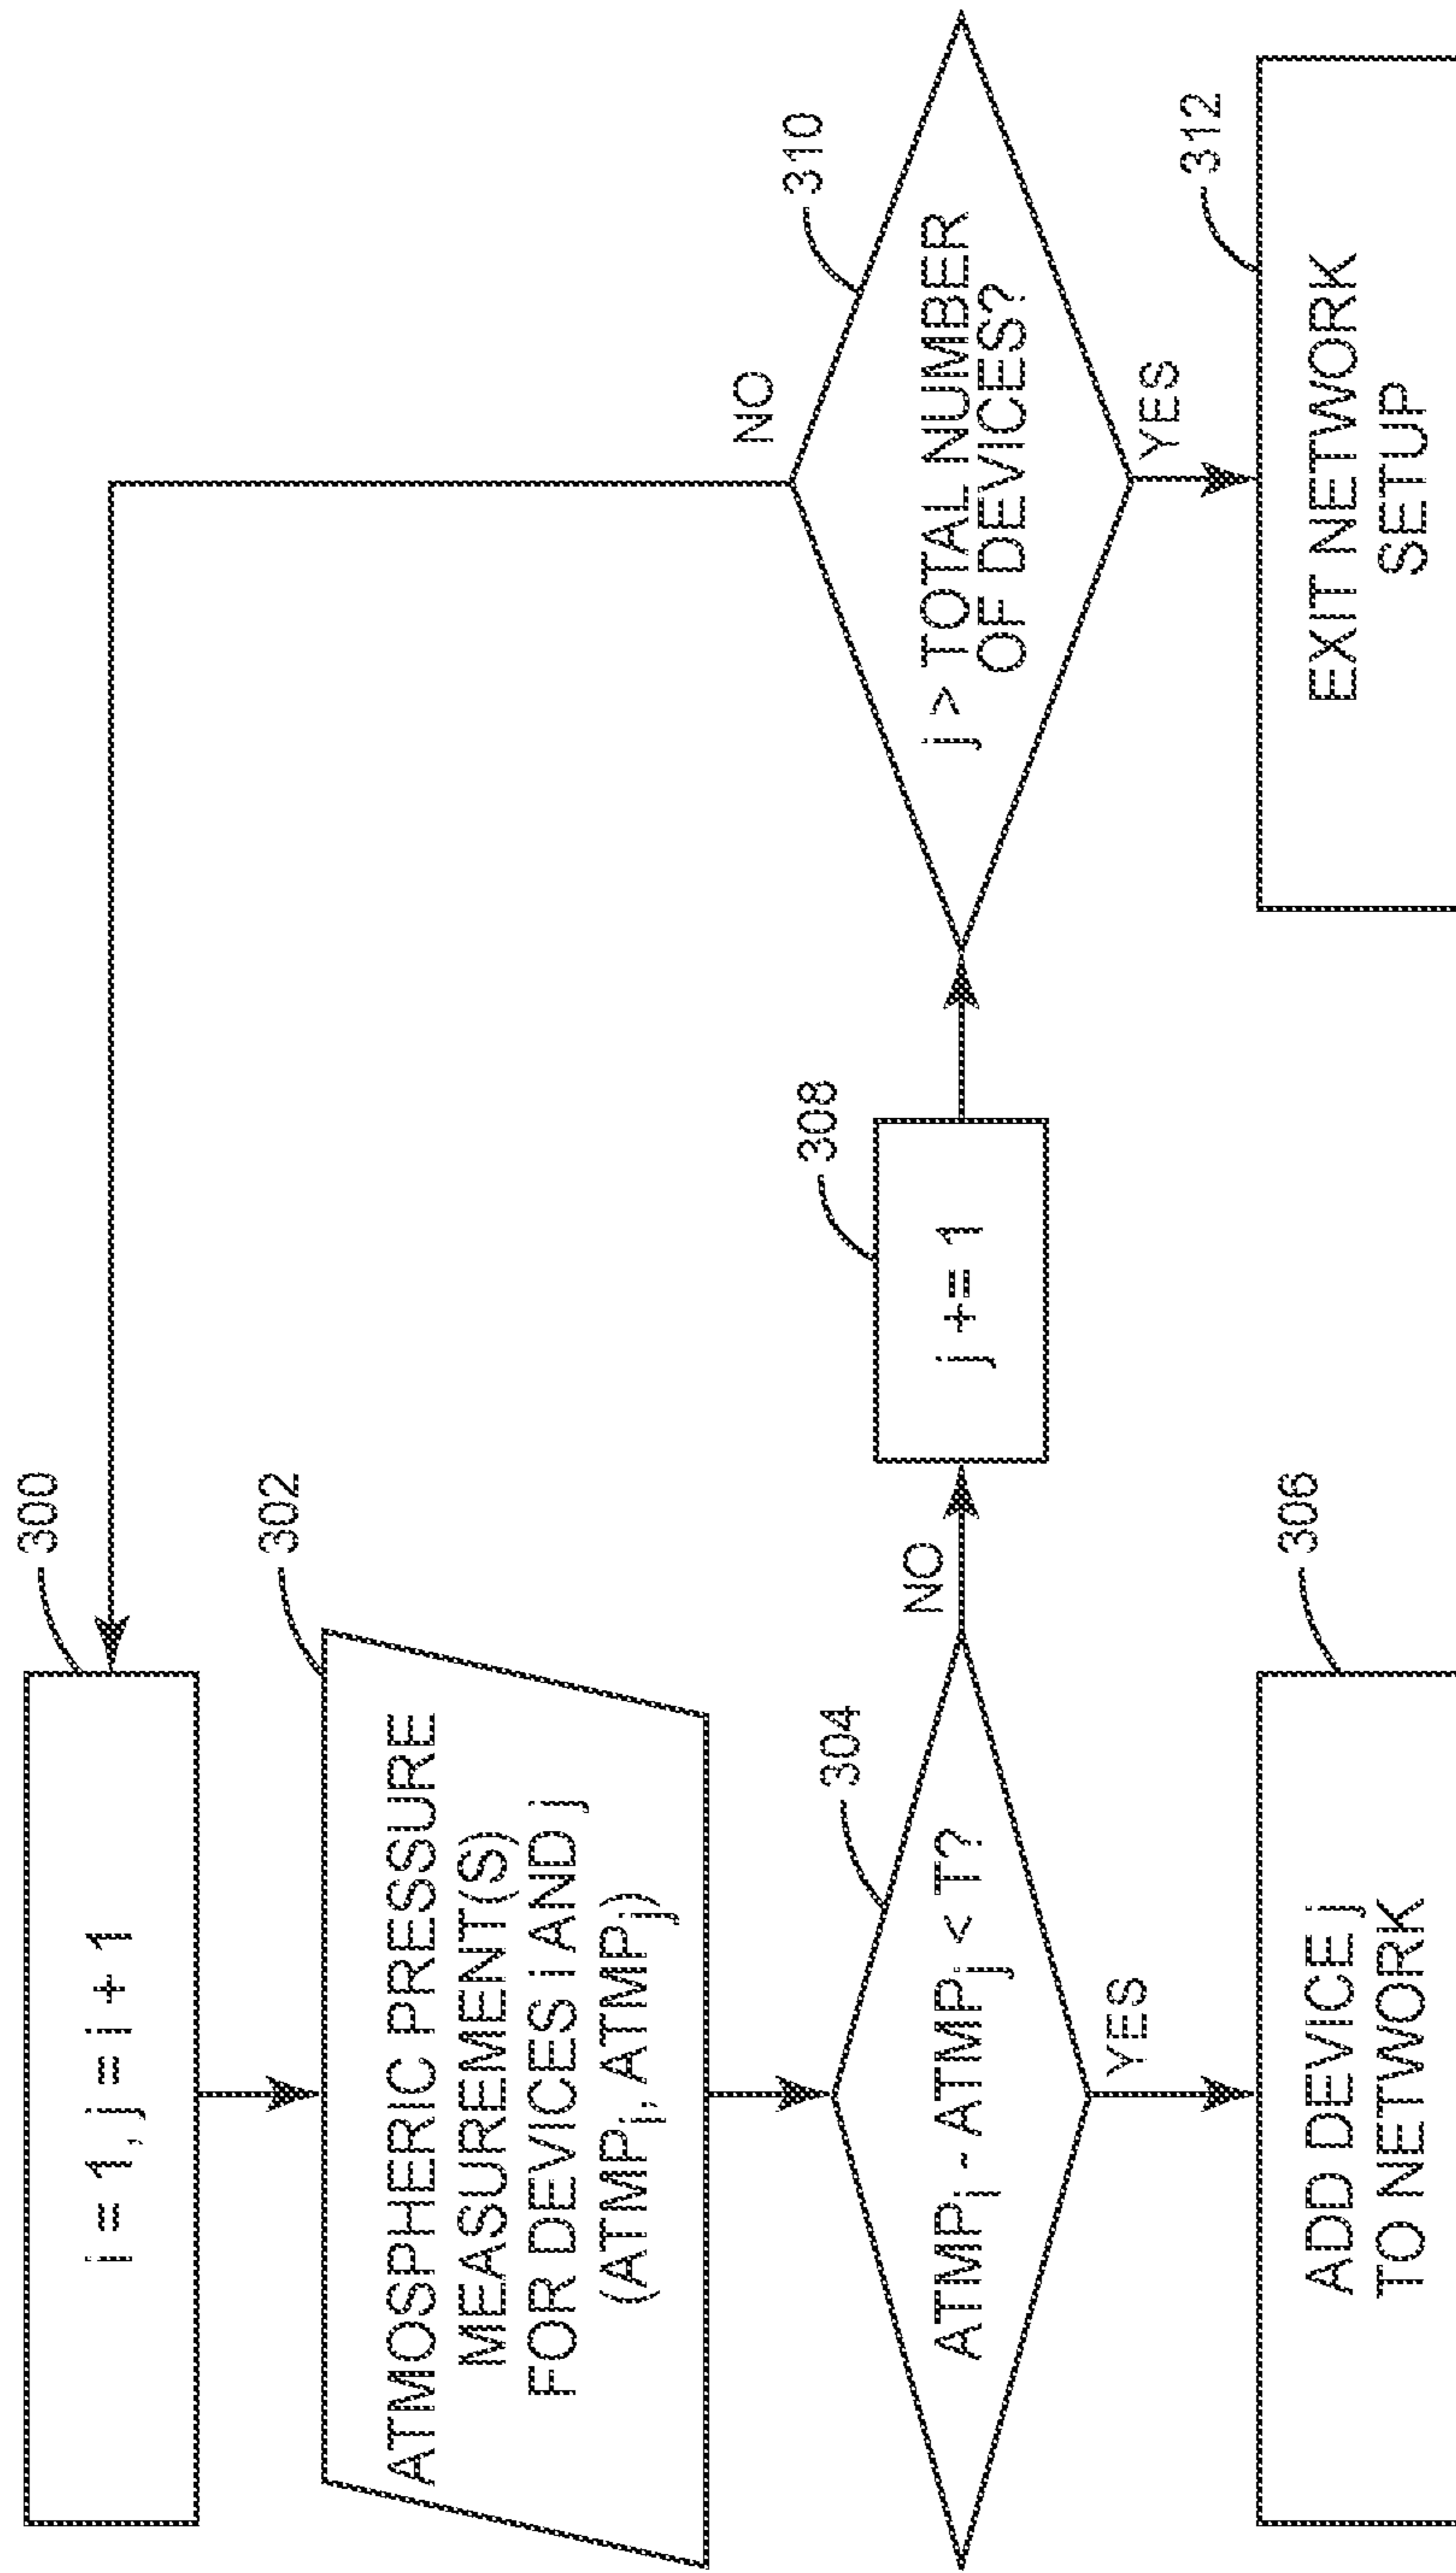 300
i = 1, j = i + 1
302
ATMOSPHERIC PRESSURE
MEASUREMENT(S)
FOR DEVICES i AND j
(ATMPi, ATMPj)
304
ATMPi - ATMPj < T?
NO
YES
306
ADD DEVICE j
TO NETWORK
308
j += 1
310
j > TOTAL NUMBER
OF DEVICES?
NO
YES
312
EXIT NETWORK
SETUP